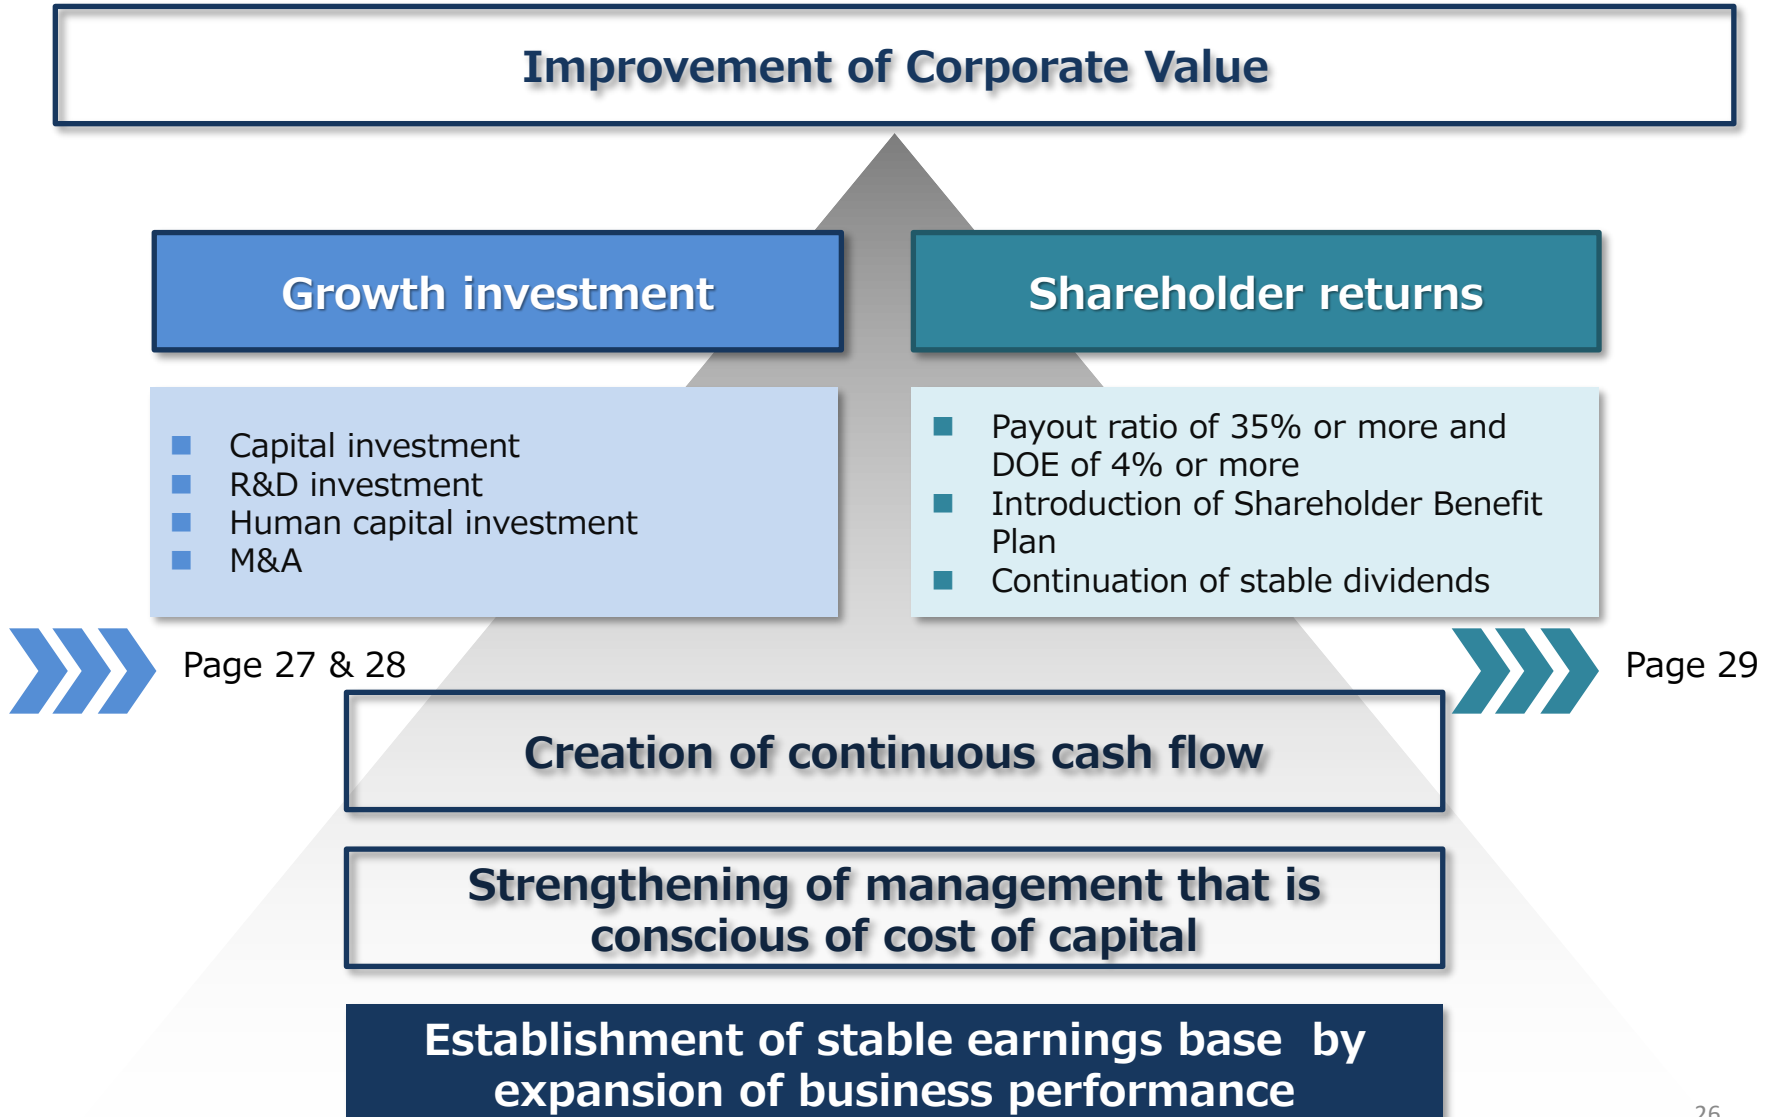 Improvement of Corporate Value
Growth investment
Capital investment
R&D investment
Human capital investment
M&A
Page 27 & 28
Shareholder returns
Payout ratio of 35% or more and
DOE of 4% or more
Introduction of Shareholder Benefit
Plan
Continuation of stable dividends
Page 29
Creation of continuous cash flow
Strengthening of management that is
conscious of cost of capital
Establishment of stable earnings base  by
expansion of business performance
26